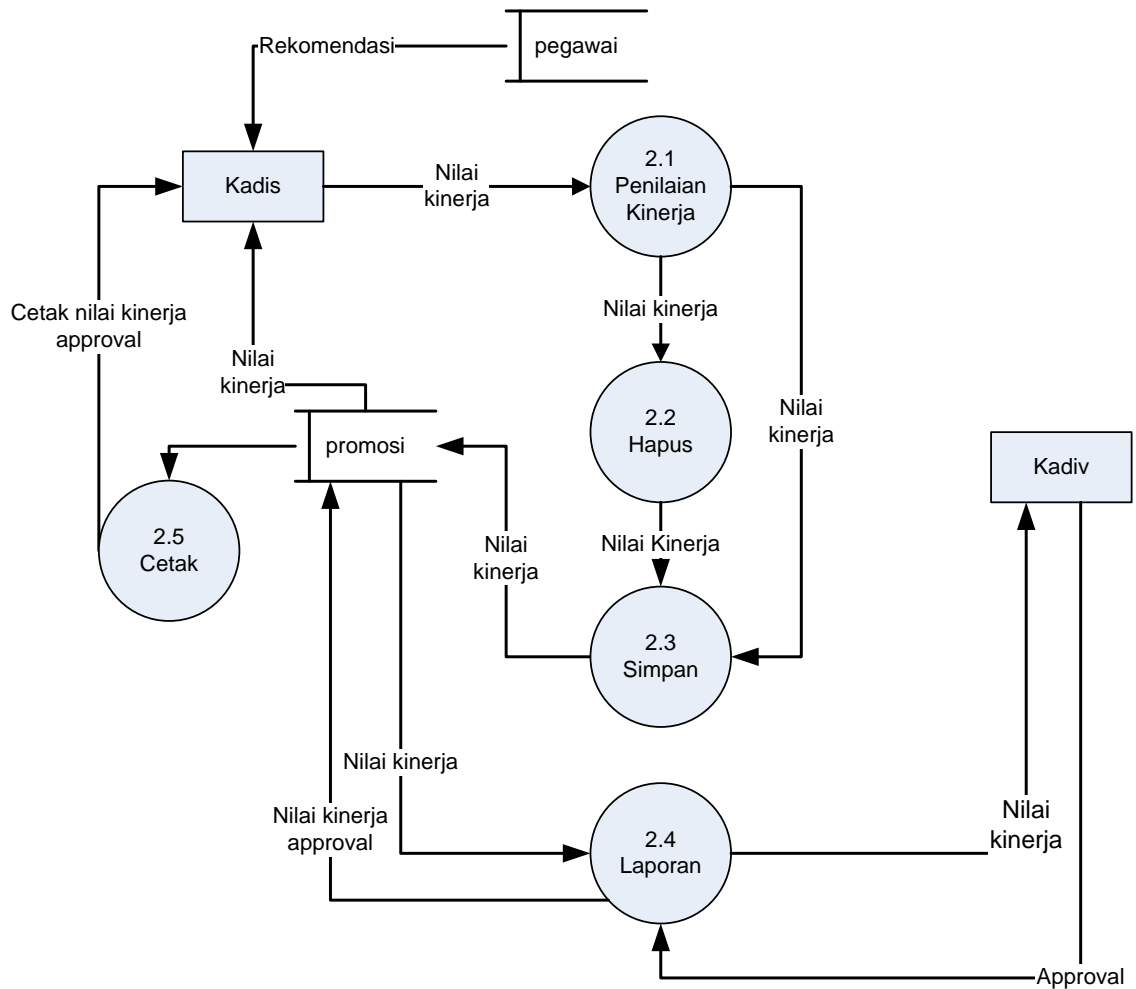 Rekomendasi
pegawai
Kadis
Nilai
kinerja
2.1
Penilaian
Kinerja
Cetak nilai kinerja
approval
Nilai kinerja
Nilai
kinerja
2.2
Hapus
Nilai
kinerja
promosi
Kadiv
2.5
Cetak
Nilai
kinerja
Nilai Kinerja
2.3
Simpan
Nilai kinerja
Nilai kinerja
approval
2.4
Laporan
Nilai
kinerja
Approval